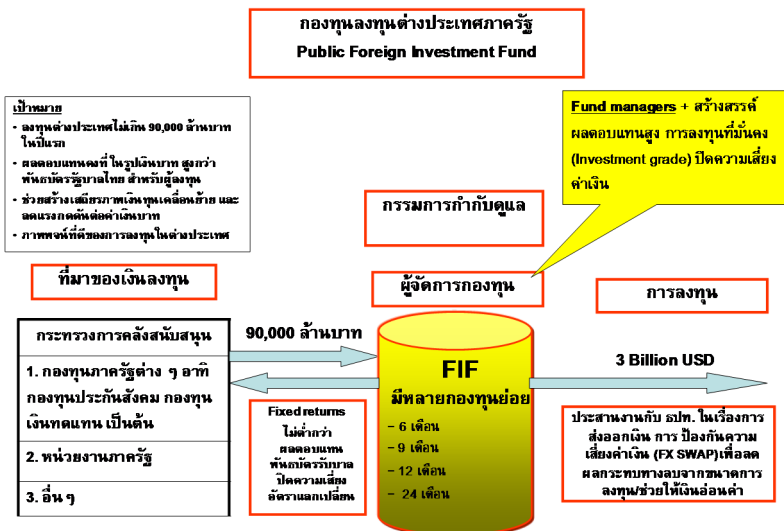 กองทุนลงทุนต่างประเทศภาครัฐ
Public Foreign Investment Fund
เป้าหมาย
- ลงทุนต่างประเทศไม่เกิน 90,000 ล้านบาท
ในปีแรก
- ผลตอบแทนคงที่ ในรูปเงินบาท สูงกว่า
พันธบัตรรัฐบาลไทย สำหรับผู้ลงทุน
- ช่วยสร้างเสถียรภาพเงินทุนเคลื่อนย้าย และ
ลดแรงกดดันต่อค่าเงินบาท
- ภาพพจน์ที่ดีของการลงทุนในต่างประเทศ
Fund managers + สร้างสรรค์
ผลตอบแทนสูง การลงทุนที่มั่นคง
(Investment grade) ปิดความเสี่ยง
ค่าเงิน
กรรมการกำกับดูแล
ที่มาของเงินลงทุน
ผู้จัดการกองทุน
การลงทุน
กระทรวงการคลังสนับสนุน
1. กองทุนภาครัฐต่าง ๆ อาทิ
กองทุนประกันสังคม กองทุน
เงินทดแทน เป็นต้น
2. หน่วยงานภาครัฐ
3. อื่น ๆ
90,000 ล้านบาท
Fixed returns
ไม่ต่ำกว่า
ผลตอบแทน
พันธบัตรรับบาล
ปิดความเสี่ยง
อัตราแลกเปลี่ยน
FIF
มีหลายกองทุนย่อย
- 6 เดือน
- 9 เดือน
- 12 เดือน
- 24 เดือน
3 Billion USD
ประสานงานกับ ธปท. ในเรื่องการ
ส่งออกเงิน การ ป้องกันความ
เสี่ยงค่าเงิน (FX SWAP)เพื่อลด
ผลกระทบทางลบจากขนาดการ
ลงทุน/ช่วยให้เงินอ่อนค่า